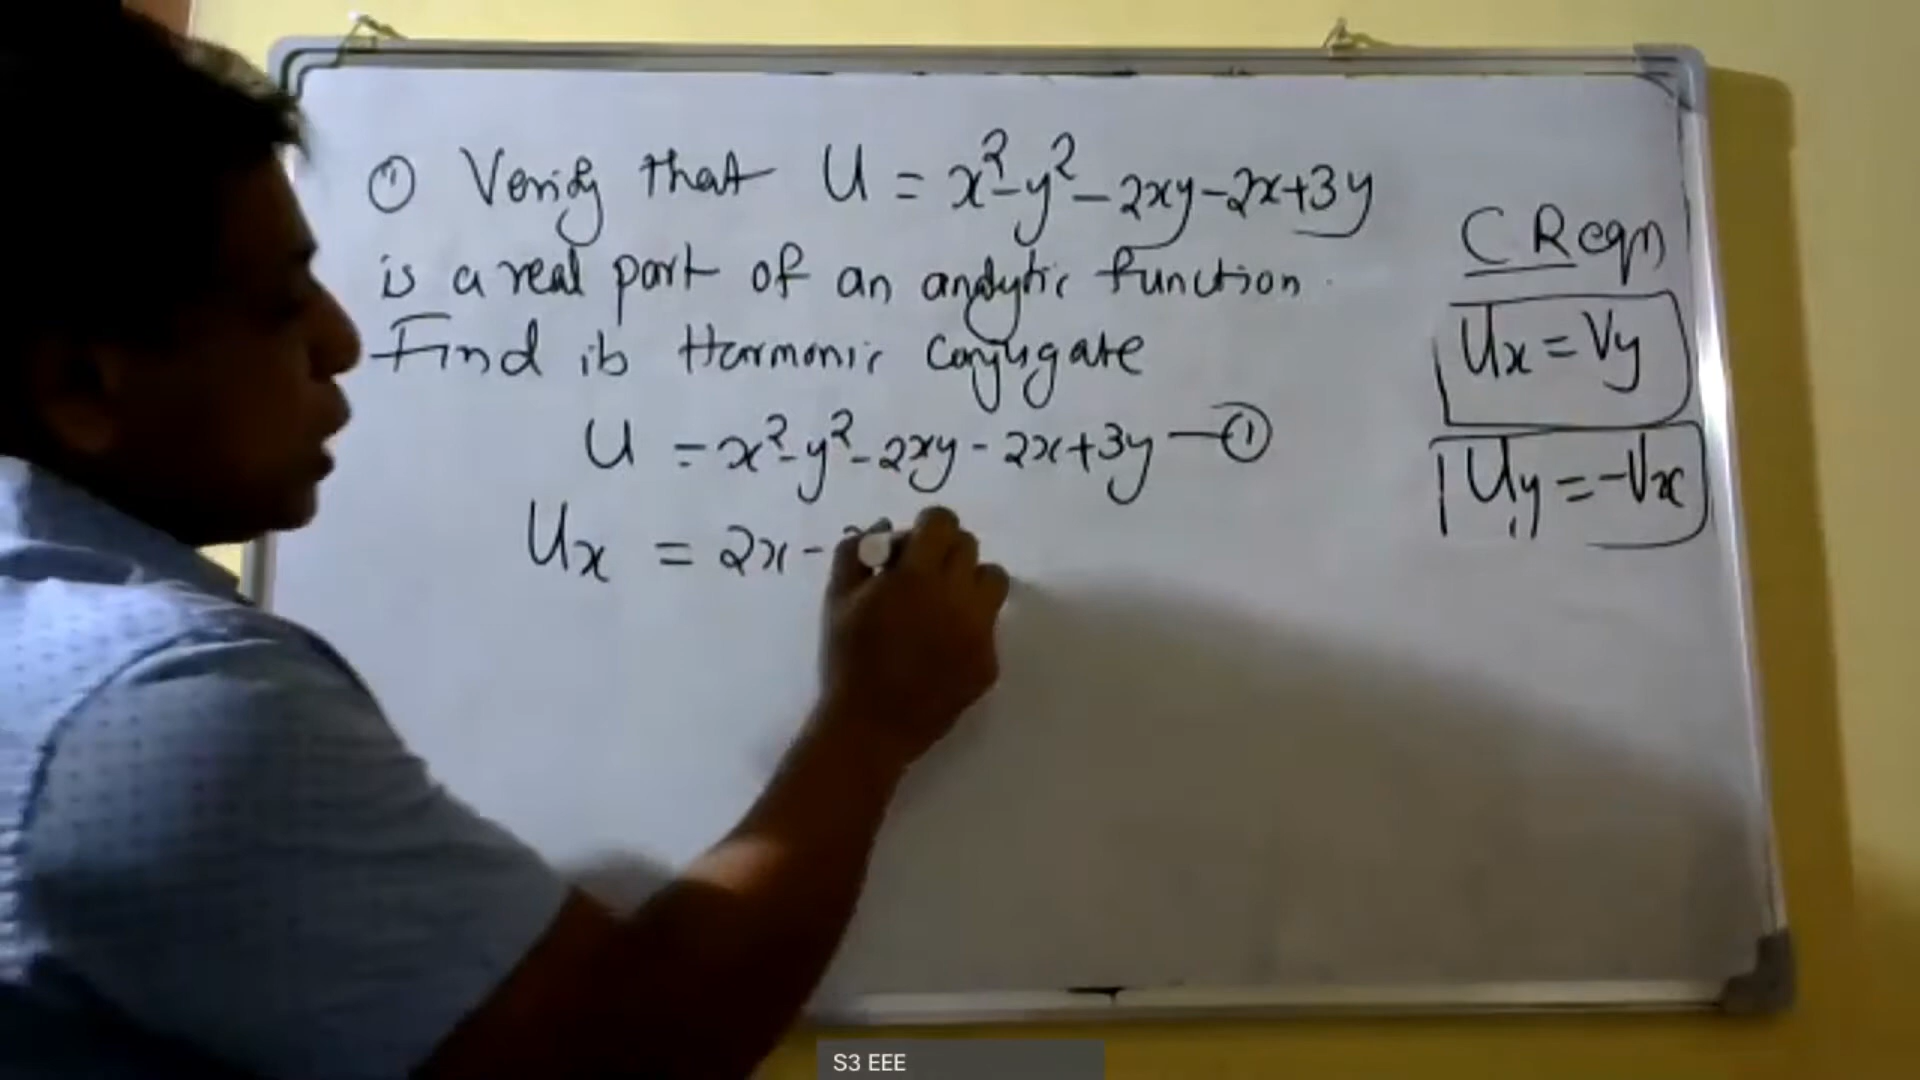 ① Verify that U = x²-y²-2xy-2x+3y
is a real part of an analytic function.
Find its Harmonic Conjugate
U = x²-y²-2xy-2x+3y —①
Ux = 2x-
CR eqn
Ux = Vy
Uy = -Vx
S3 EEE